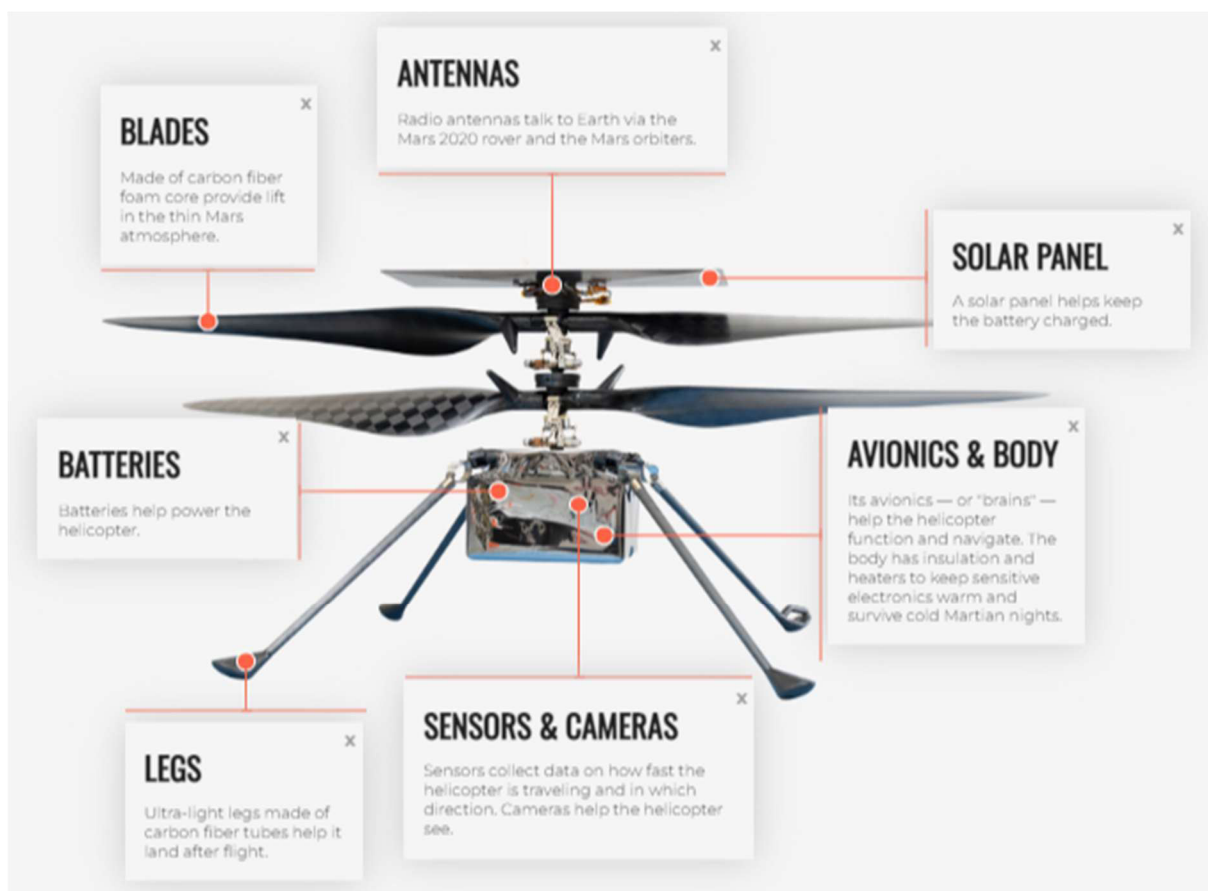 X
ANTENNAS
Radio antennas talk to Earth via the
Mars 2020 rover and the Mars orbiters.
X
BLADES
Made of carbon fiber
foam core provide lift
in the thin Mars
atmosphere.
X
SOLAR PANEL
A solar panel helps keep
the battery charged.
X
BATTERIES
Batteries help power the
helicopter.
X
AVIONICS & BODY
Its avionics — or "brains" —
help the helicopter
function and navigate. The
body has insulation and
heaters to keep sensitive
electronics warm and
survive cold Martian nights.
X
LEGS
Ultra-light legs made of
carbon fiber tubes help it
land after flight.
X
SENSORS & CAMERAS
Sensors collect data on how fast the
helicopter is traveling and in which
direction. Cameras help the helicopter
see.